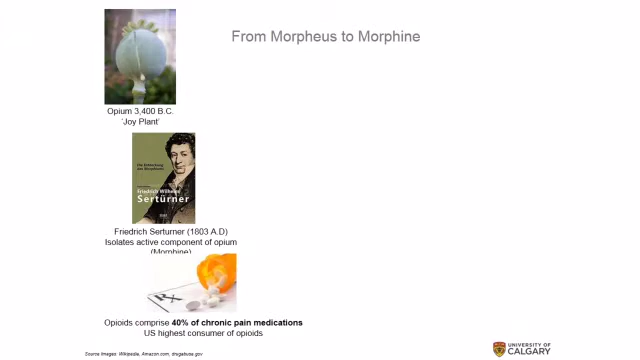 From Morpheus to Morphine
Opium 3,400 B.C.
'Joy Plant'
Die Entdeckung
des Morphiums
Friedrich Wilhelm
Sertürner
Friedrich Serturner (1803 A.D)
Isolates active component of opium
(Morphine)
Opioids comprise 40% of chronic pain medications
US highest consumer of opioids
Source Images: Wikipedia, Amazon.com, drugabuse.gov
UNIVERSITY OF
CALGARY